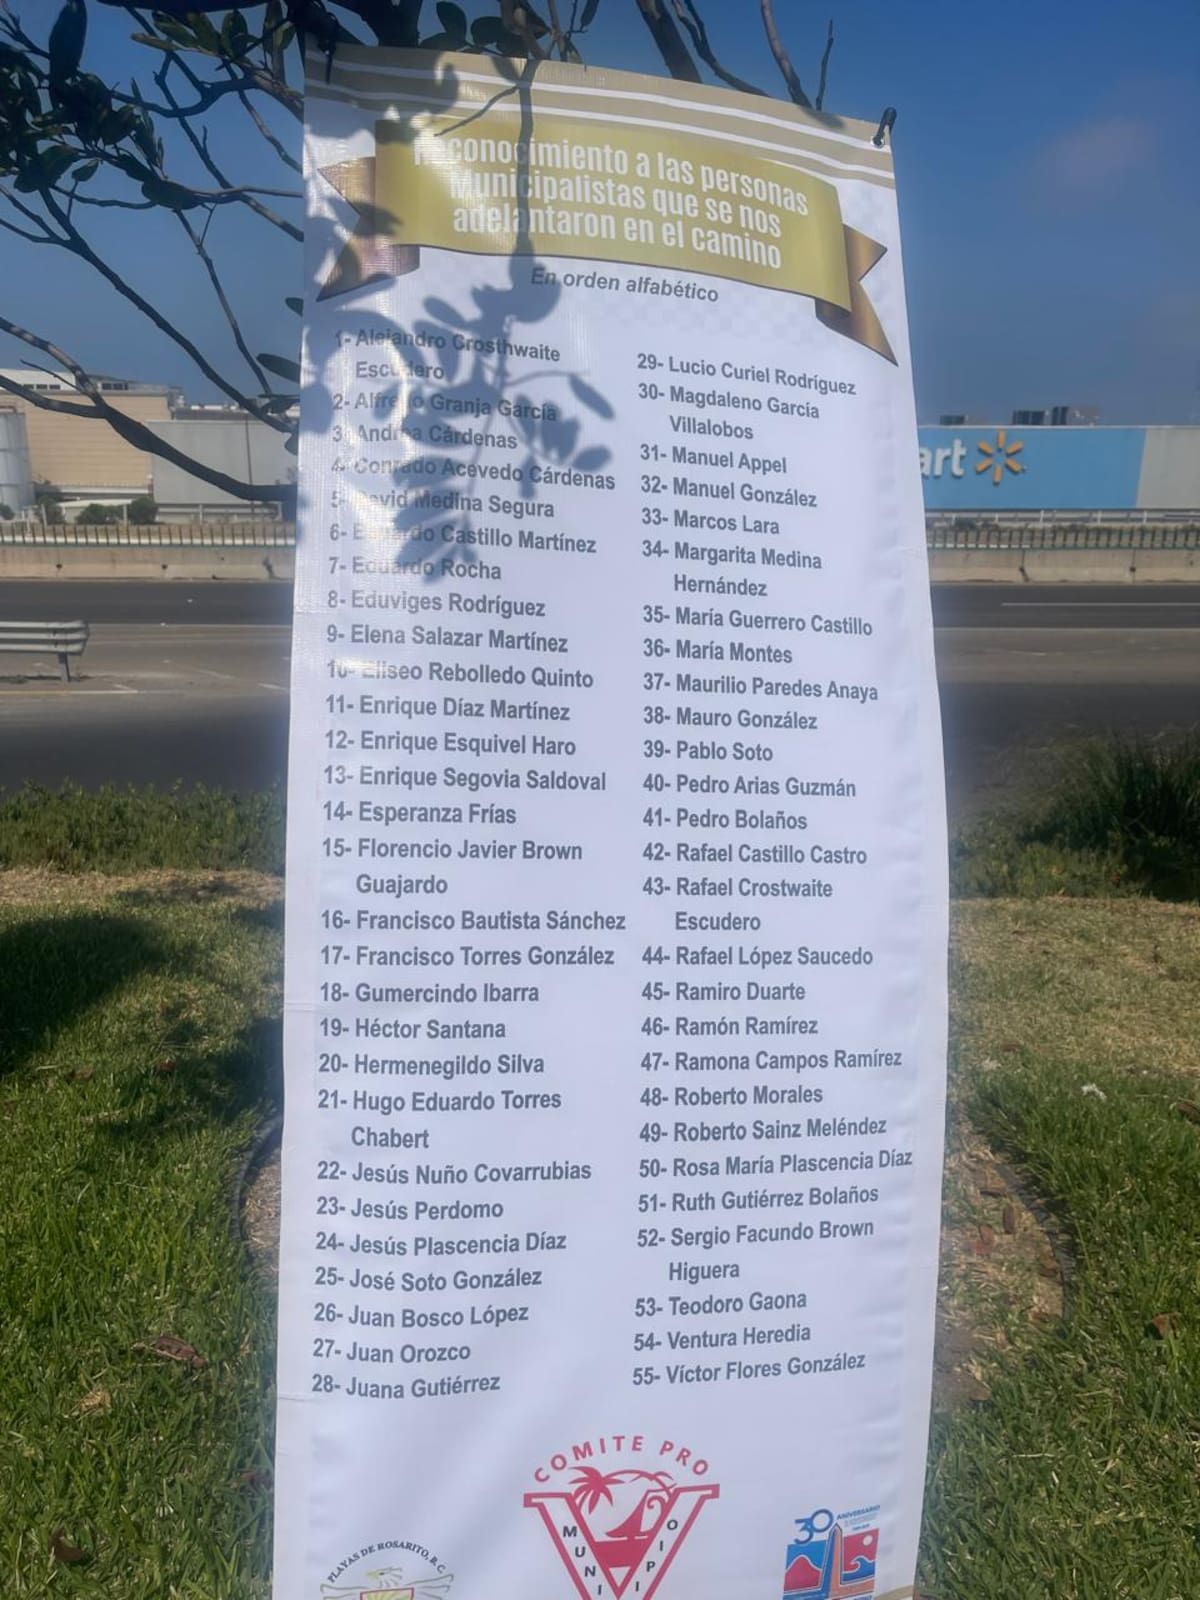 Reconocimiento a las personas
Municipalistas que se nos
adelantaron en el camino
En orden alfabético
1- Alejandro Crosthwaite
Escudero
2- Alfredo Granja García
3- Andrea Cárdenas
4- Conrado Acevedo Cárdenas
5- David Medina Segura
6- Eduardo Castillo Martínez
7- Eduardo Rocha
8- Eduviges Rodríguez
9- Elena Salazar Martínez
10- Eliseo Rebolledo Quinto
11- Enrique Díaz Martínez
12- Enrique Esquivel Haro
13- Enrique Segovia Saldoval
14- Esperanza Frías
15- Florencio Javier Brown
Guajardo
16- Francisco Bautista Sánchez
17- Francisco Torres González
18- Gumercindo Ibarra
19- Héctor Santana
20- Hermenegildo Silva
21- Hugo Eduardo Torres
Chabert
22- Jesús Nuño Covarrubias
23- Jesús Perdomo
24- Jesús Plascencia Díaz
25- José Soto González
26- Juan Bosco López
27- Juan Orozco
28- Juana Gutiérrez
29- Lucio Curiel Rodríguez
30- Magdaleno García
Villalobos
31- Manuel Appel
32- Manuel González
33- Marcos Lara
34- Margarita Medina
Hernández
35- María Guerrero Castillo
36- María Montes
37- Maurilio Paredes Anaya
38- Mauro González
39- Pablo Soto
40- Pedro Arias Guzmán
41- Pedro Bolaños
42- Rafael Castillo Castro
43- Rafael Crostwaite
Escudero
44- Rafael López Saucedo
45- Ramiro Duarte
46- Ramón Ramírez
47- Ramona Campos Ramírez
48- Roberto Morales
49- Roberto Sainz Meléndez
50- Rosa María Plascencia Díaz
51- Ruth Gutiérrez Bolaños
52- Sergio Facundo Brown
Higuera
53- Teodoro Gaona
54- Ventura Heredia
55- Víctor Flores González
art
COMITE PRO
MUNICIPIO
PLAYAS DE ROSARITO, B.C.
30 ANIVERSARIO